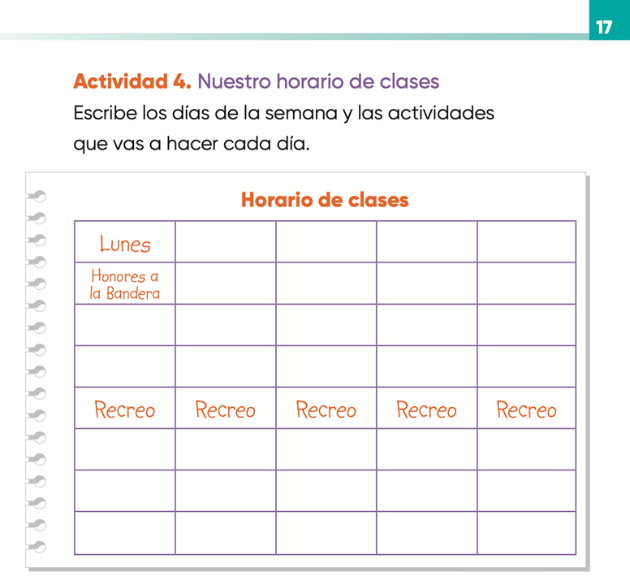 17
Actividad 4. Nuestro horario de clases
Escribe los días de la semana y las actividades
que vas a hacer cada día.
Horario de clases
Lunes
Honores a
la Bandera
Recreo Recreo Recreo Recreo Recreo